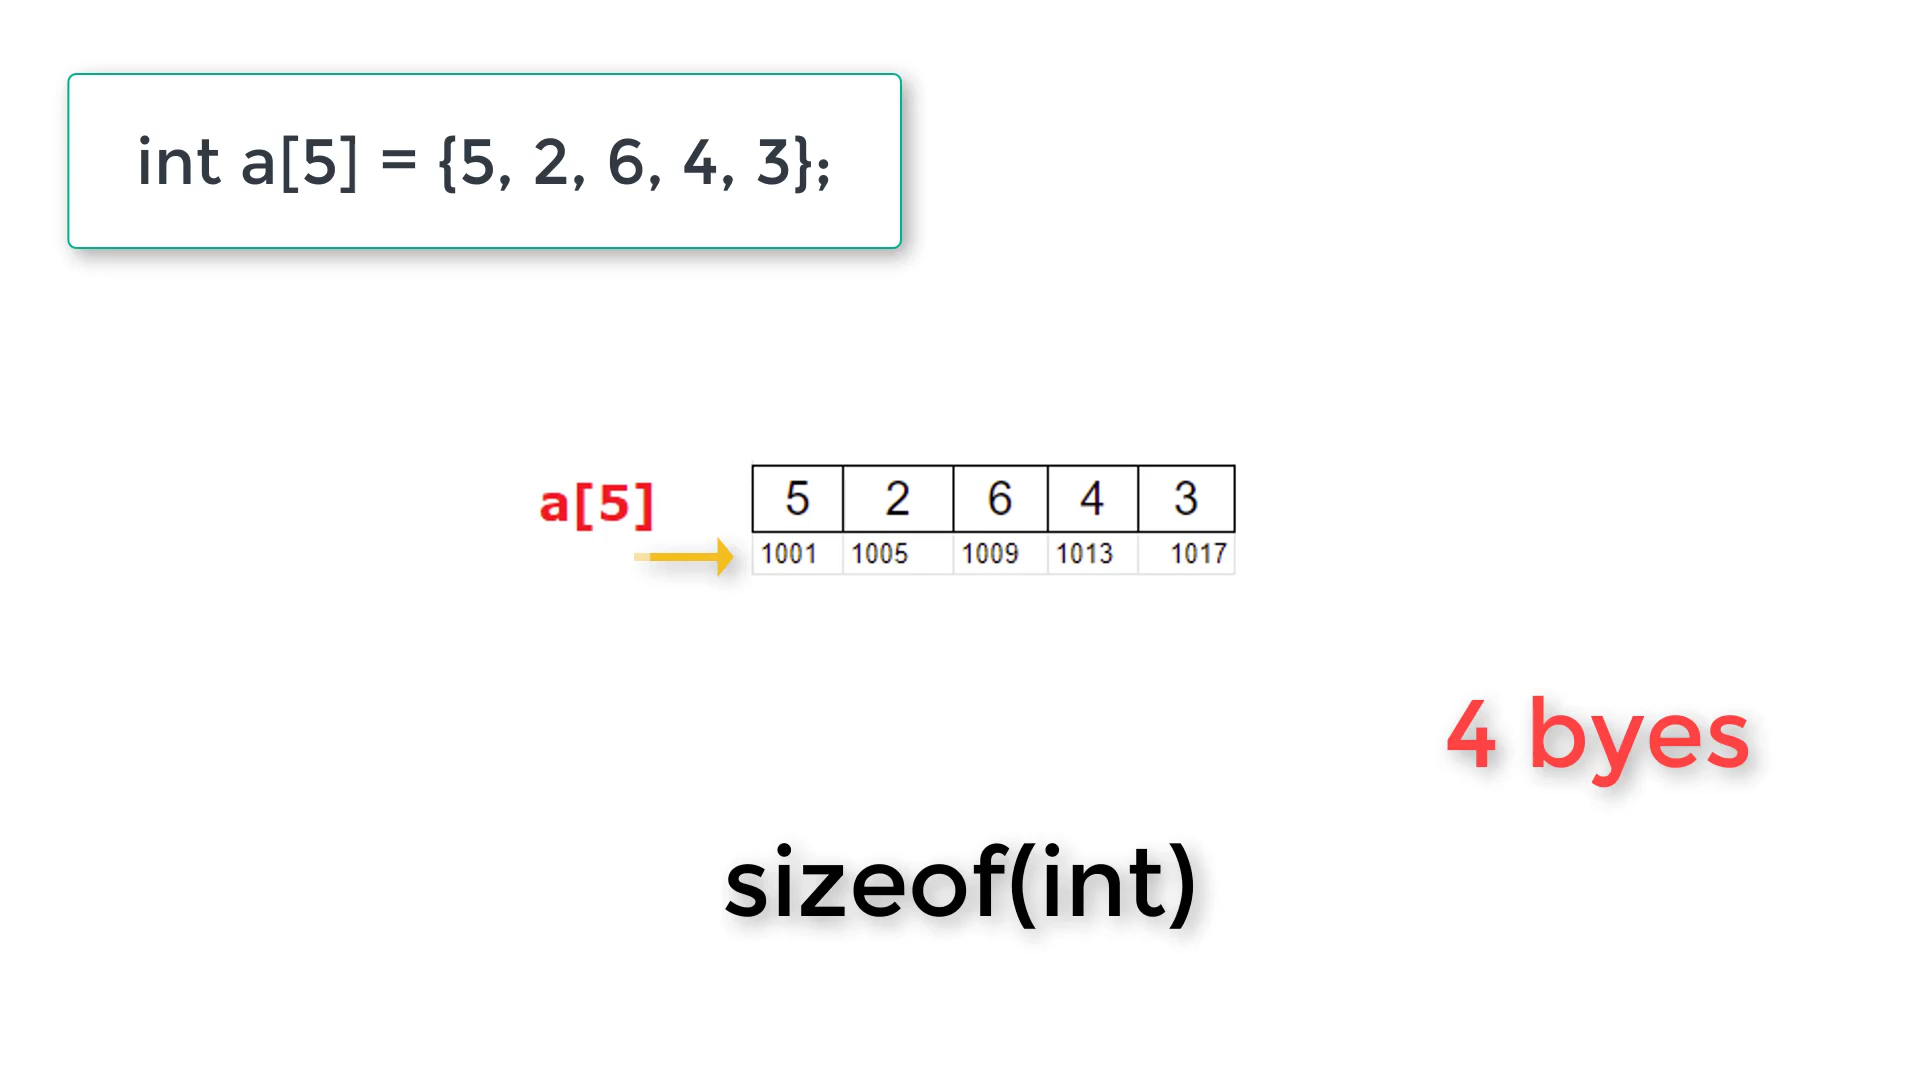 int a[5] = {5, 2, 6, 4, 3};
a[5]
5 2 6 4 3
1001 1005 1009 1013 1017
4 byes
sizeof(int)